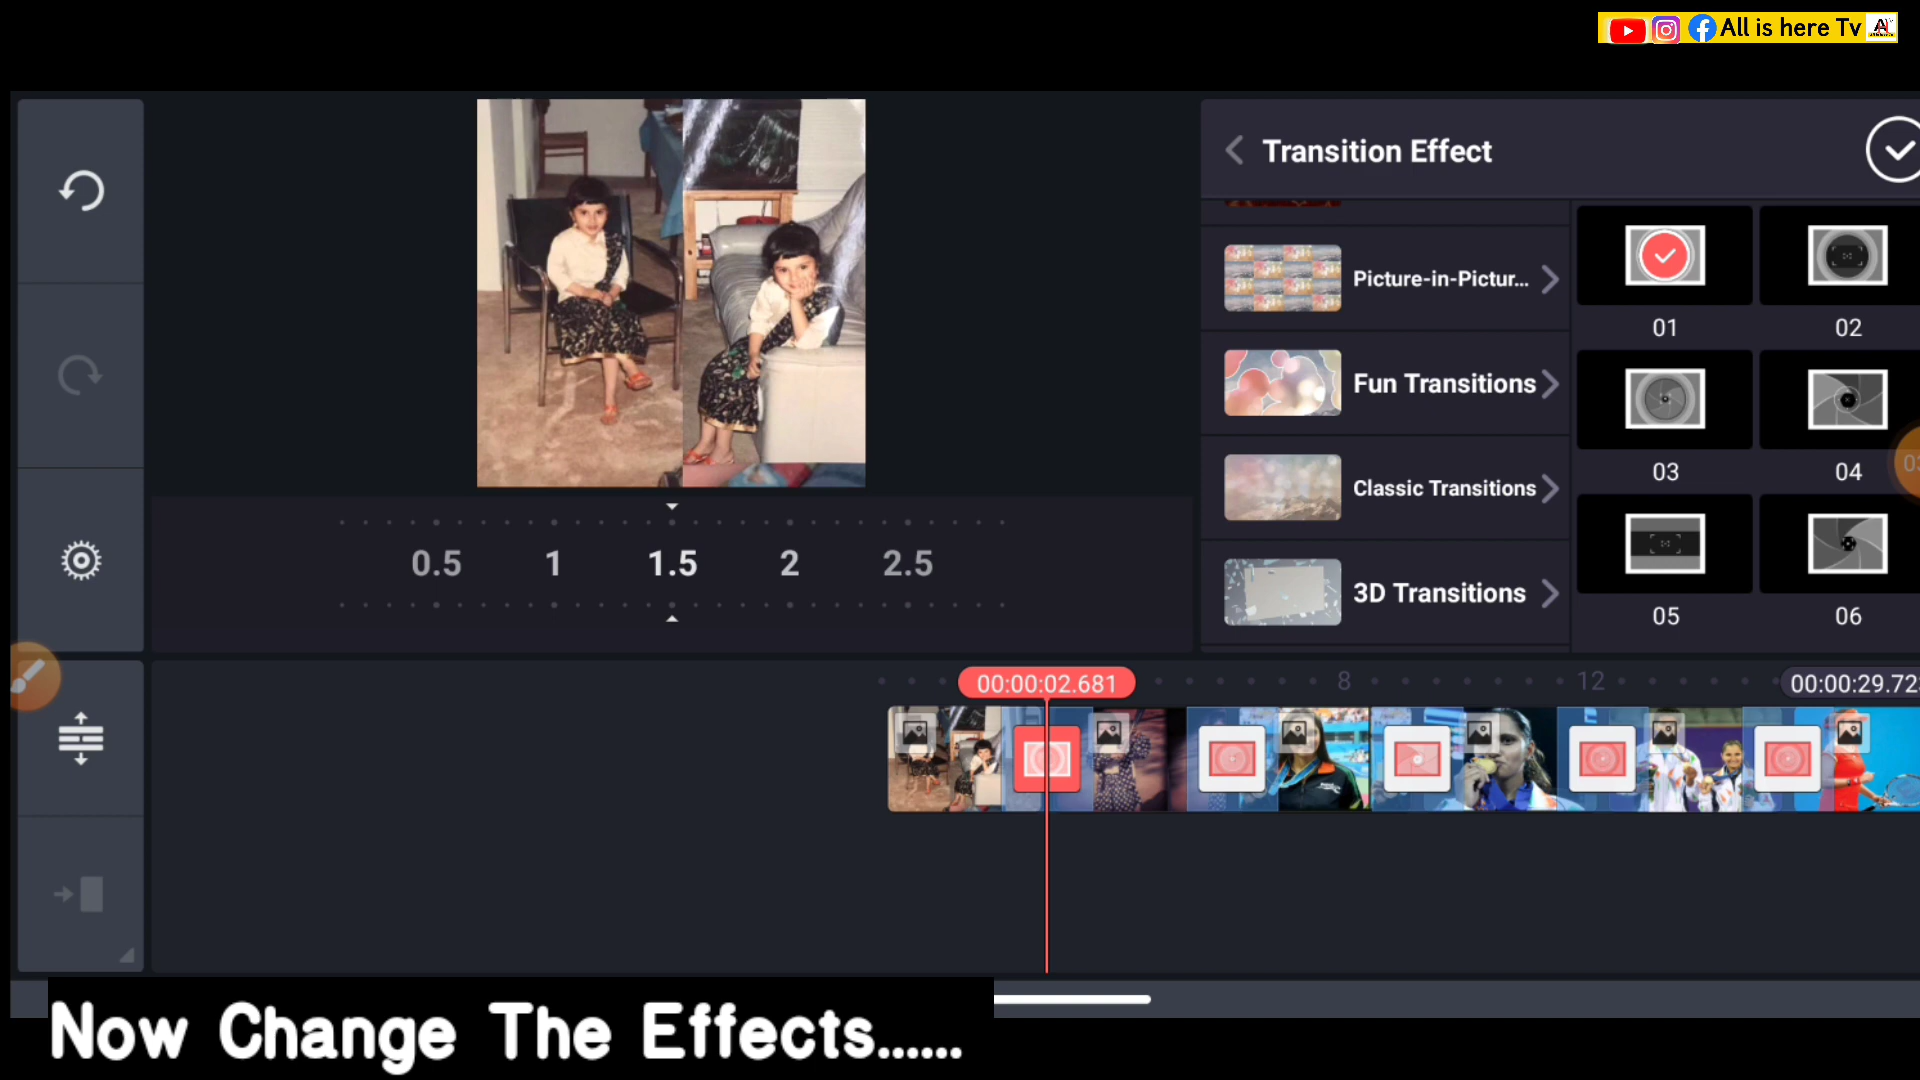 All is here Tv
Transition Effect
Picture-in-Pictur...
Fun Transitions
Classic Transitions
3D Transitions
01
02
03
04
05
06
0.5 1 1.5 2 2.5
00:00:02.681
8
12
00:00:29.72
Now Change The Effects......